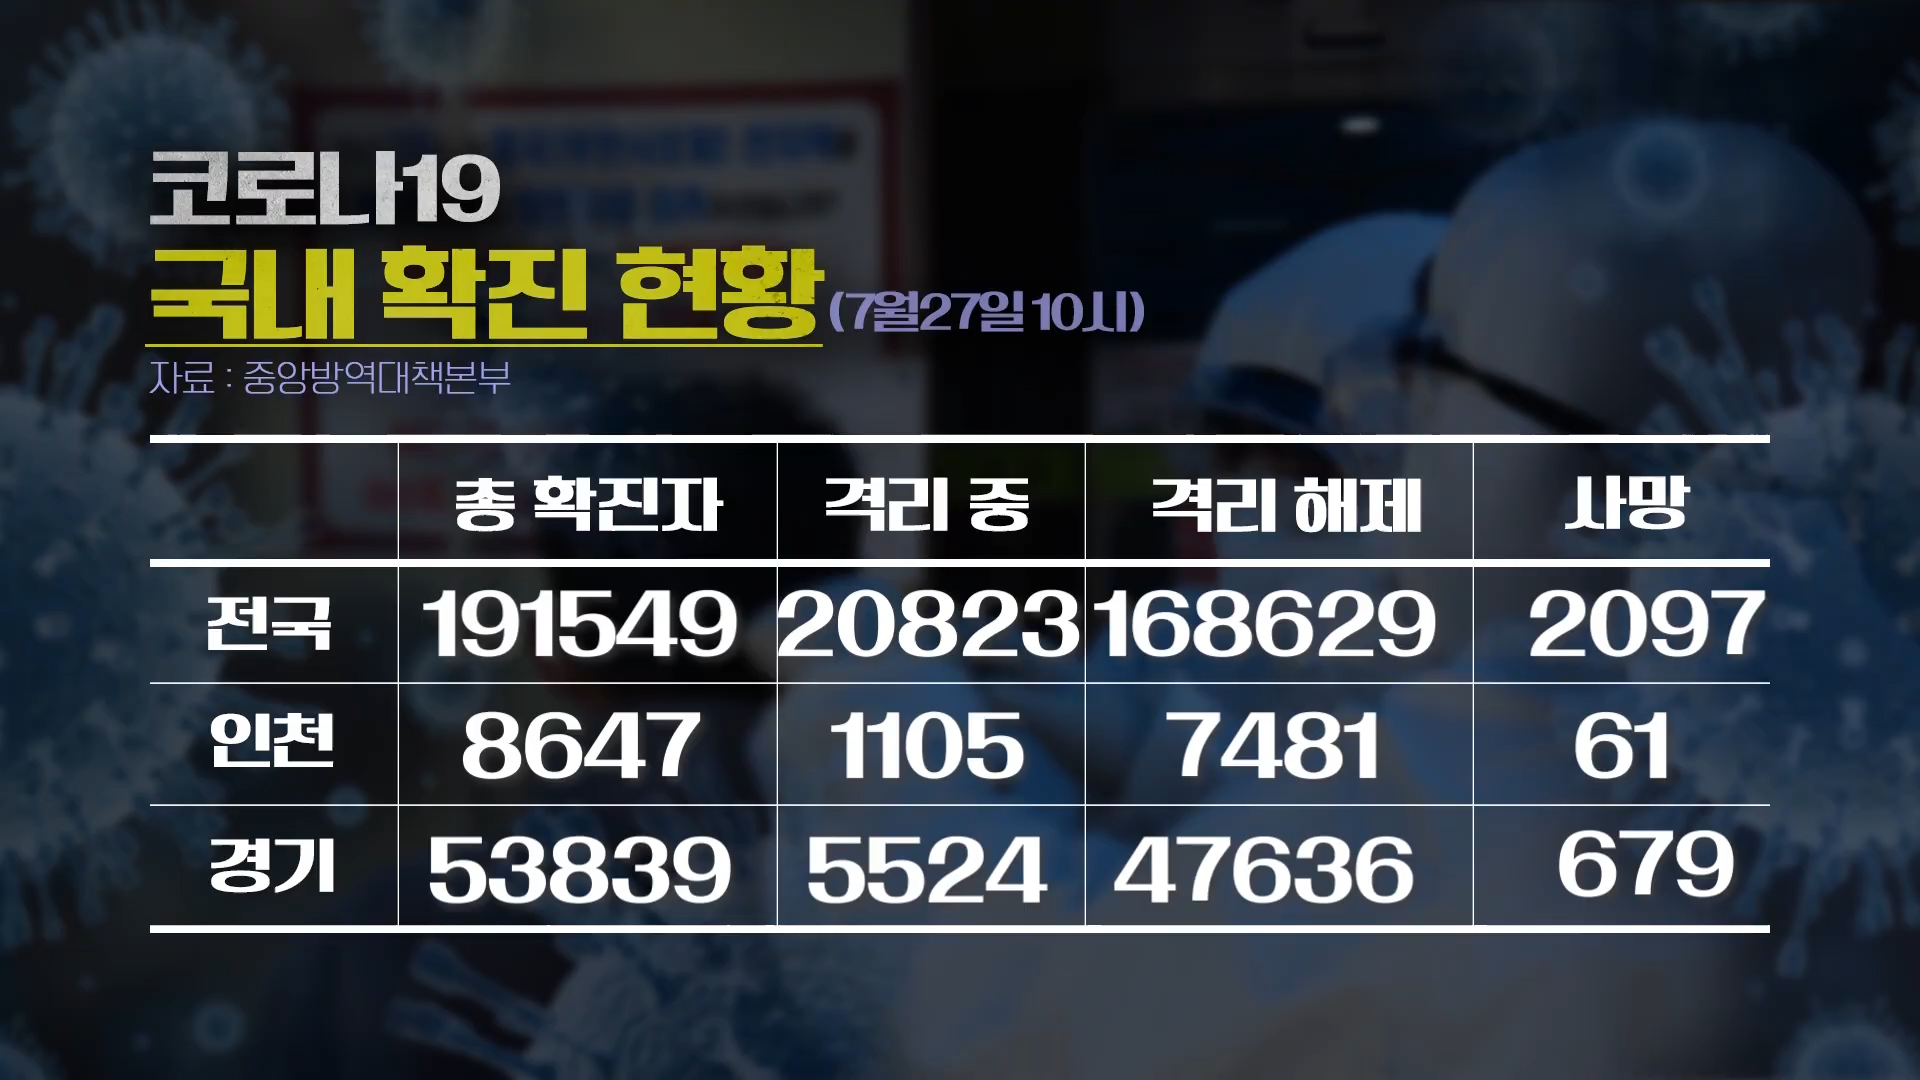 코로나19
국내 확진 현황 (7월27일 10시)
자료 : 중앙방역대책본부
총 확진자 격리 중 격리 해제 사망
전국 191549 20823 168629 2097
인천 8647 1105 7481 61
경기 53839 5524 47636 679